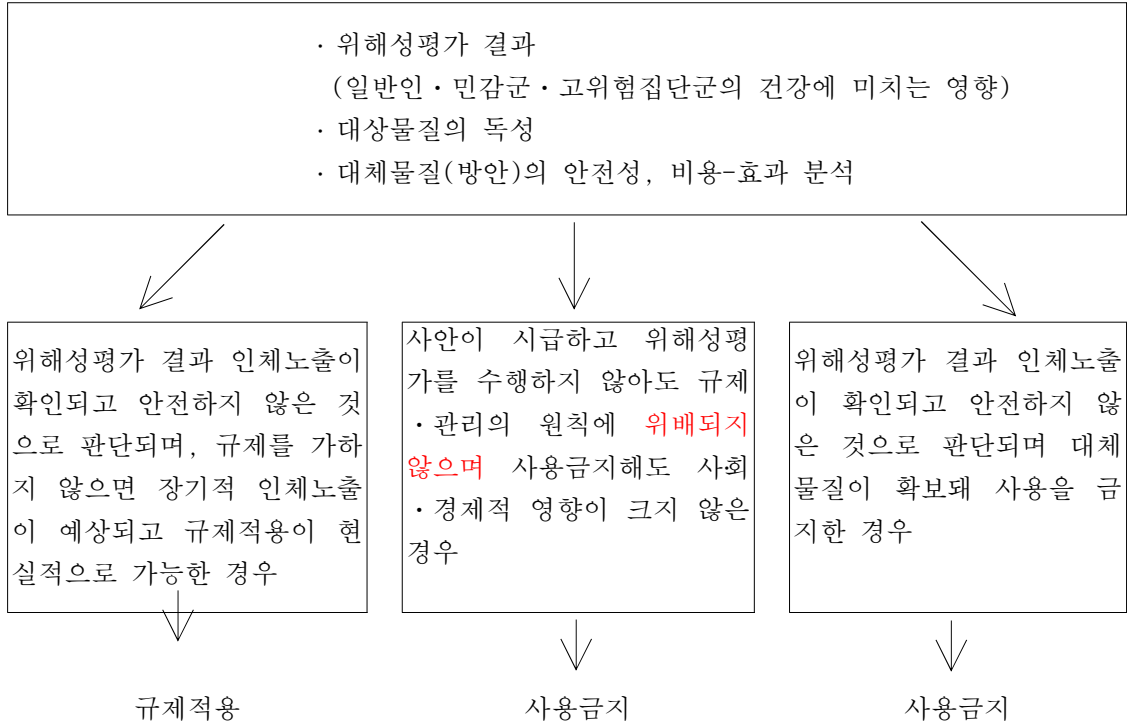 · 위해성평가 결과
(일반인·민감군·고위험집단군의 건강에 미치는 영향)
· 대상물질의 독성
· 대체물질(방안)의 안전성, 비용-효과 분석
위해성평가 결과 인체노출이
확인되고 안전하지 않은 것
으로 판단되며, 규제를 가하
지 않으면 장기적 인체노출
이 예상되고 규제적용이 현
실적으로 가능한 경우
사안이 시급하고 위해성평
가를 수행하지 않아도 규제
·관리의 원칙에 위배되지
않으며 사용금지해도 사회
·경제적 영향이 크지 않은
경우
위해성평가 결과 인체노출
이 확인되고 안전하지 않
은 것으로 판단되며 대체
물질이 확보돼 사용을 금
지한 경우
규제적용
사용금지
사용금지